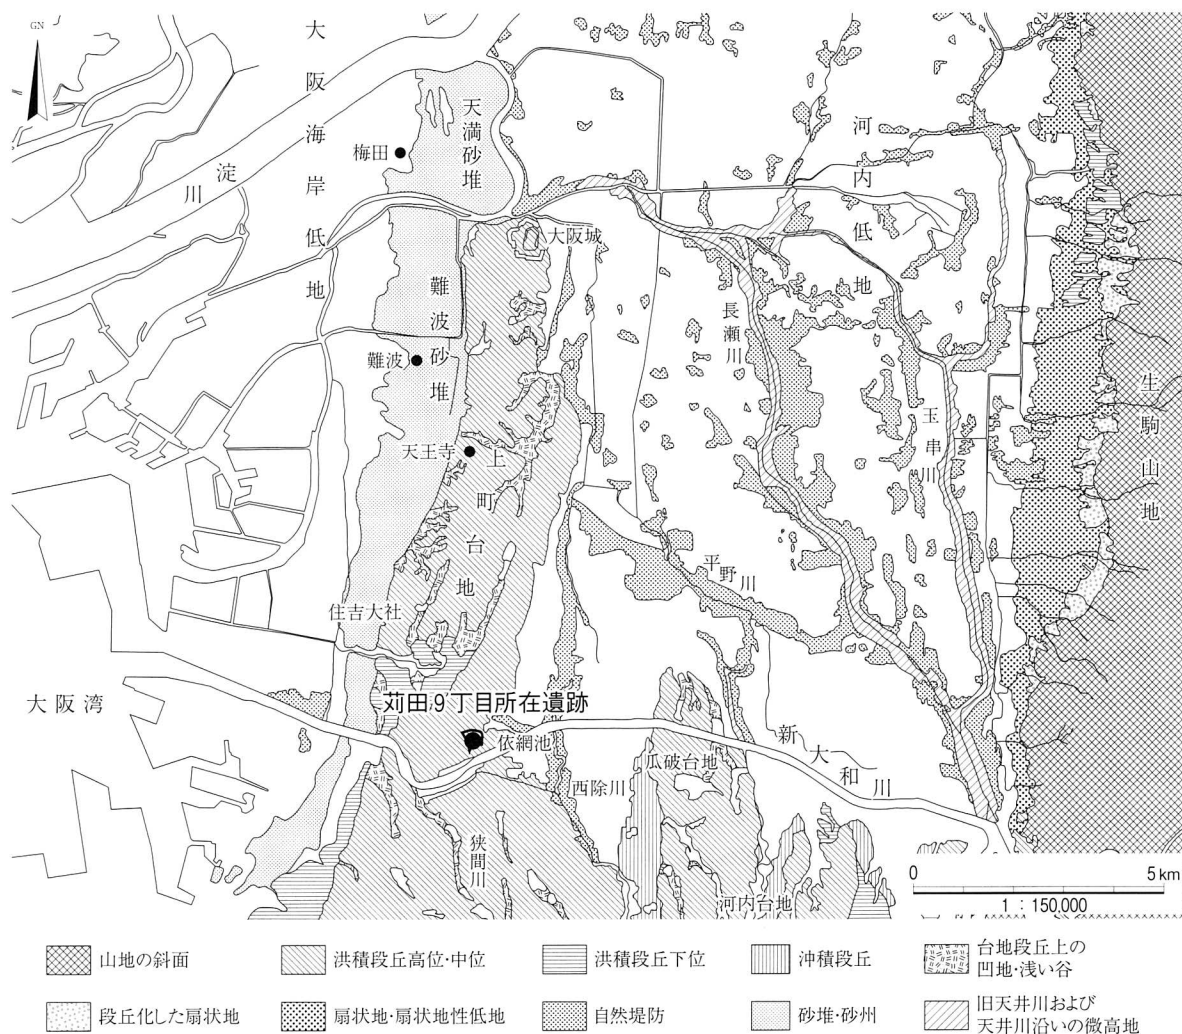 GN
大阪海岸低地
淀川
梅田
天満砂堆
大阪城
難波砂堆
難波
天王寺
上町台地
住吉大社
大阪湾
苅田9丁目所在遺跡
依網池
狭間川
西除川
瓜破台地
河内台地
新大和川
平野川
長瀬川
玉串川
河内低地
生駒山地
0 5km
1 : 150,000
山地の斜面
洪積段丘高位・中位
洪積段丘下位
沖積段丘
台地段丘上の
凹地・浅い谷
段丘化した扇状地
扇状地・扇状地性低地
自然堤防
砂堆・砂州
旧天井川および
天井川沿いの微高地